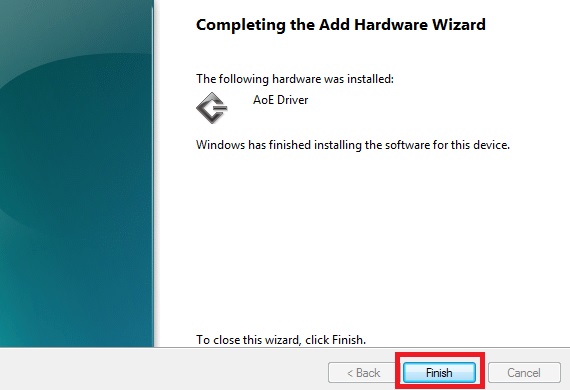 Completing the Add Hardware Wizard
The following hardware was installed:
AoE Driver
Windows has finished installing the software for this device.
To close this wizard, click Finish.
< Back
Finish
Cancel